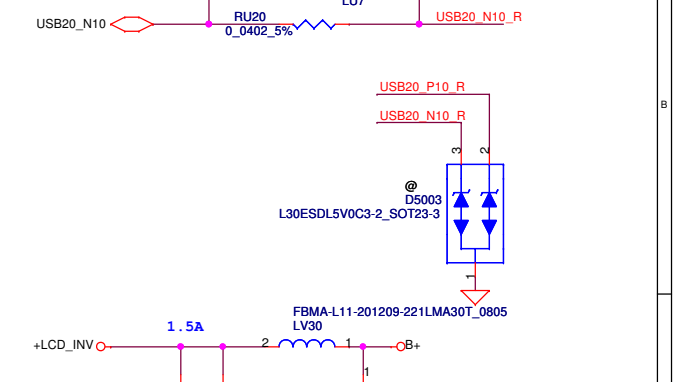 LU7
USB20_N10
RU20
0_0402_5%
USB20_N10_R
USB20_P10_R
USB20_N10_R
B
3
2
@
D5003
L30ESDL5V0C3-2_SOT23-3
1
FBMA-L11-201209-221LMA30T_0805
LV30
1.5A
+LCD_INV
2
1
B+
1